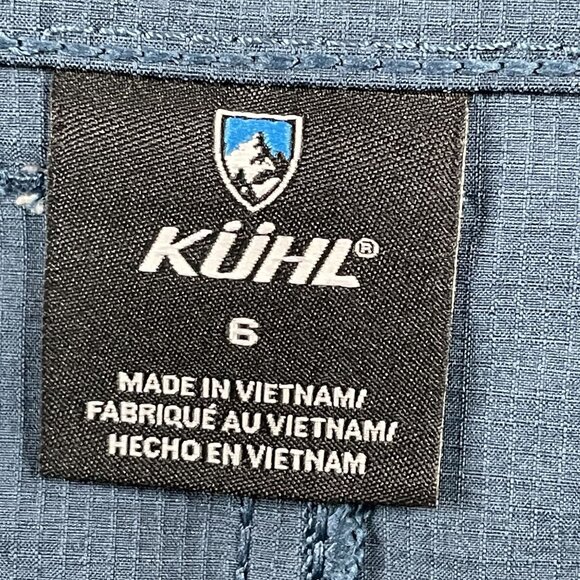 KÜHL®
6
MADE IN VIETNAM/
FABRIQUÉ AU VIETNAM/
HECHO EN VIETNAM